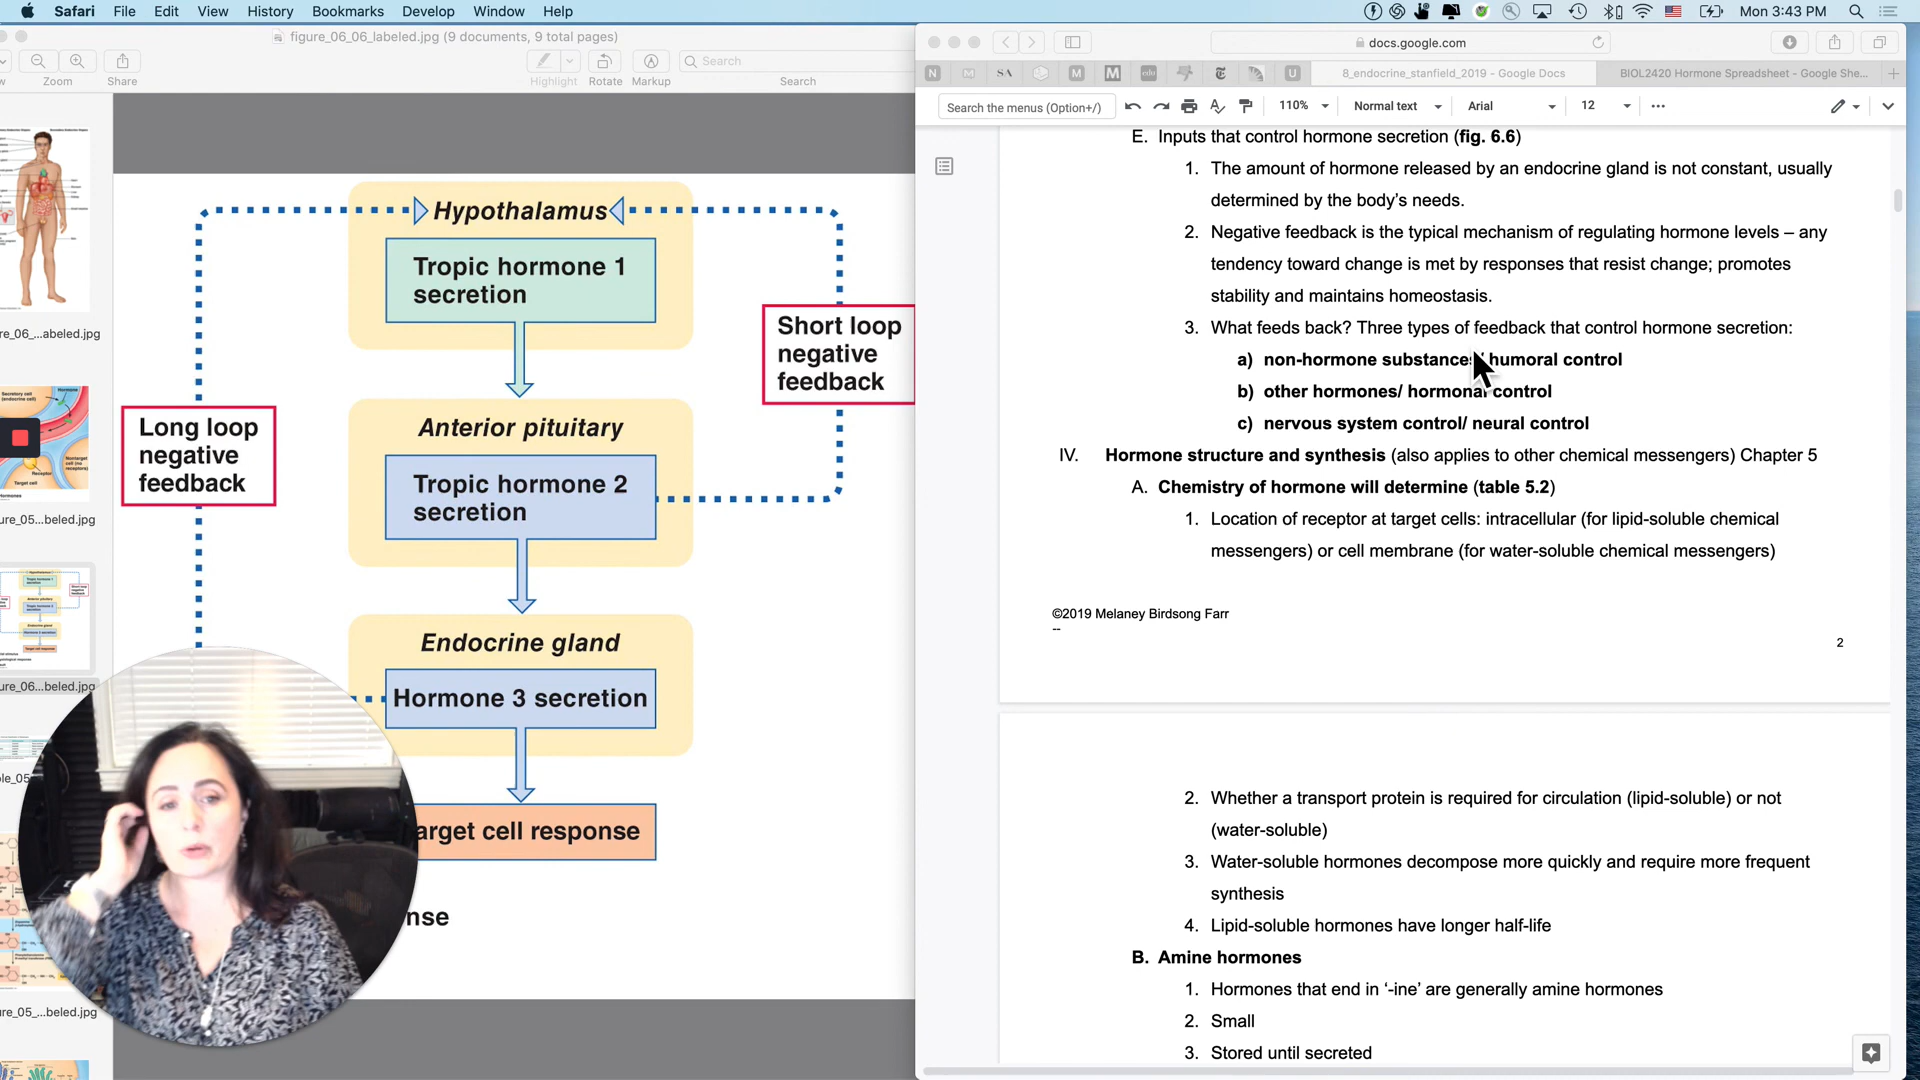 Safari File Edit View History Bookmarks Develop Window Help
Mon 3:43 PM
figure_06_06_labeled.jpg (9 documents, 9 total pages)
Zoom
Share
Highlight
Rotate
Markup
Search
Search
re_06_...abeled.jpg
ure_05...beled.jpg
ure_06...beled.jpg
ure_05_...beled.jpg
Hypothalamus
Tropic hormone 1
secretion
Short loop
negative
feedback
Anterior pituitary
Tropic hormone 2
secretion
Long loop
negative
feedback
Endocrine gland
Hormone 3 secretion
arget cell response
nse
docs.google.com
8_endocrine_stanfield_2019 - Google Docs
BIOL2420 Hormone Spreadsheet - Google She...
Search the menus (Option+/)
110%
Normal text
Arial
12
E. Inputs that control hormone secretion (fig. 6.6)
1. The amount of hormone released by an endocrine gland is not constant, usually
determined by the body's needs.
2. Negative feedback is the typical mechanism of regulating hormone levels – any
tendency toward change is met by responses that resist change; promotes
stability and maintains homeostasis.
3. What feeds back? Three types of feedback that control hormone secretion:
a) non-hormone substances/ humoral control
b) other hormones/ hormonal control
c) nervous system control/ neural control
IV. Hormone structure and synthesis (also applies to other chemical messengers) Chapter 5
A. Chemistry of hormone will determine (table 5.2)
1. Location of receptor at target cells: intracellular (for lipid-soluble chemical
messengers) or cell membrane (for water-soluble chemical messengers)
©2019 Melaney Birdsong Farr
--
2
2. Whether a transport protein is required for circulation (lipid-soluble) or not
(water-soluble)
3. Water-soluble hormones decompose more quickly and require more frequent
synthesis
4. Lipid-soluble hormones have longer half-life
B. Amine hormones
1. Hormones that end in '-ine' are generally amine hormones
2. Small
3. Stored until secreted